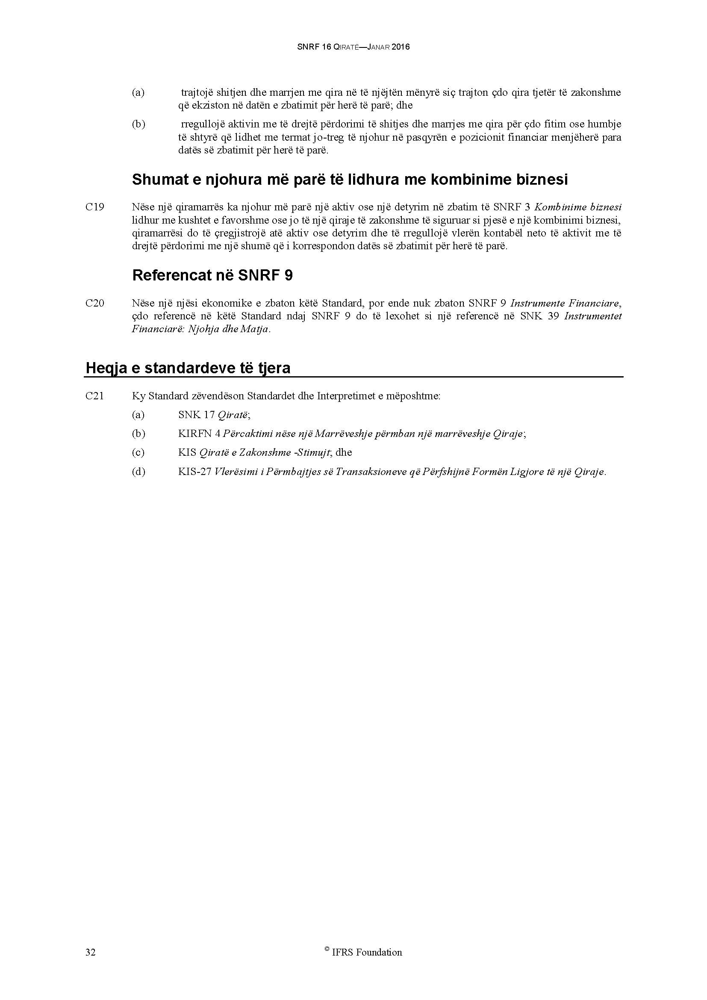 SNRF 16 QIRATË—JANAR 2016
(a) trajtojë shitjen dhe marrjen me qira në të njëjtën mënyrë siç trajton çdo qira tjetër të zakonshme
që ekziston në datën e zbatimit për herë të parë; dhe
(b) rregullojë aktivin me të drejtë përdorimi të shitjes dhe marrjes me qira për çdo fitim ose humbje
të shtyrë që lidhet me termat jo-treg të njohur në pasqyrën e pozicionit financiar menjëherë para
datës së zbatimit për herë të parë.
Shumat e njohura më parë të lidhura me kombinime biznesi
C19 Nëse një qiramarrës ka njohur më parë një aktiv ose një detyrim në zbatim të SNRF 3 Kombinime biznesi
lidhur me kushtet e favorshme ose jo të një qiraje të zakonshme të siguruar si pjesë e një kombinimi biznesi,
qiramarrësi do të çregjistrojë atë aktiv ose detyrim dhe të rregullojë vlerën kontabël neto të aktivit me të
drejtë përdorimi me një shumë që i korrespondon datës së zbatimit për herë të parë.
Referencat në SNRF 9
C20 Nëse një njësi ekonomike e zbaton këtë Standard, por ende nuk zbaton SNRF 9 Instrumente Financiare,
çdo referencë në këtë Standard ndaj SNRF 9 do të lexohet si një referencë në SNK 39 Instrumentet
Financiarë: Njohja dhe Matja.
Heqja e standardeve të tjera
C21 Ky Standard zëvendëson Standardet dhe Interpretimet e mëposhtme:
(a) SNK 17 Qiratë;
(b) KIRFN 4 Përcaktimi nëse një Marrëveshje përmban një marrëveshje Qiraje;
(c) KIS Qiratë e Zakonshme -Stimujt; dhe
(d) KIS-27 Vlerësimi i Përmbajtjes së Transaksioneve që Përfshijnë Formën Ligjore të një Qiraje.
32 © IFRS Foundation